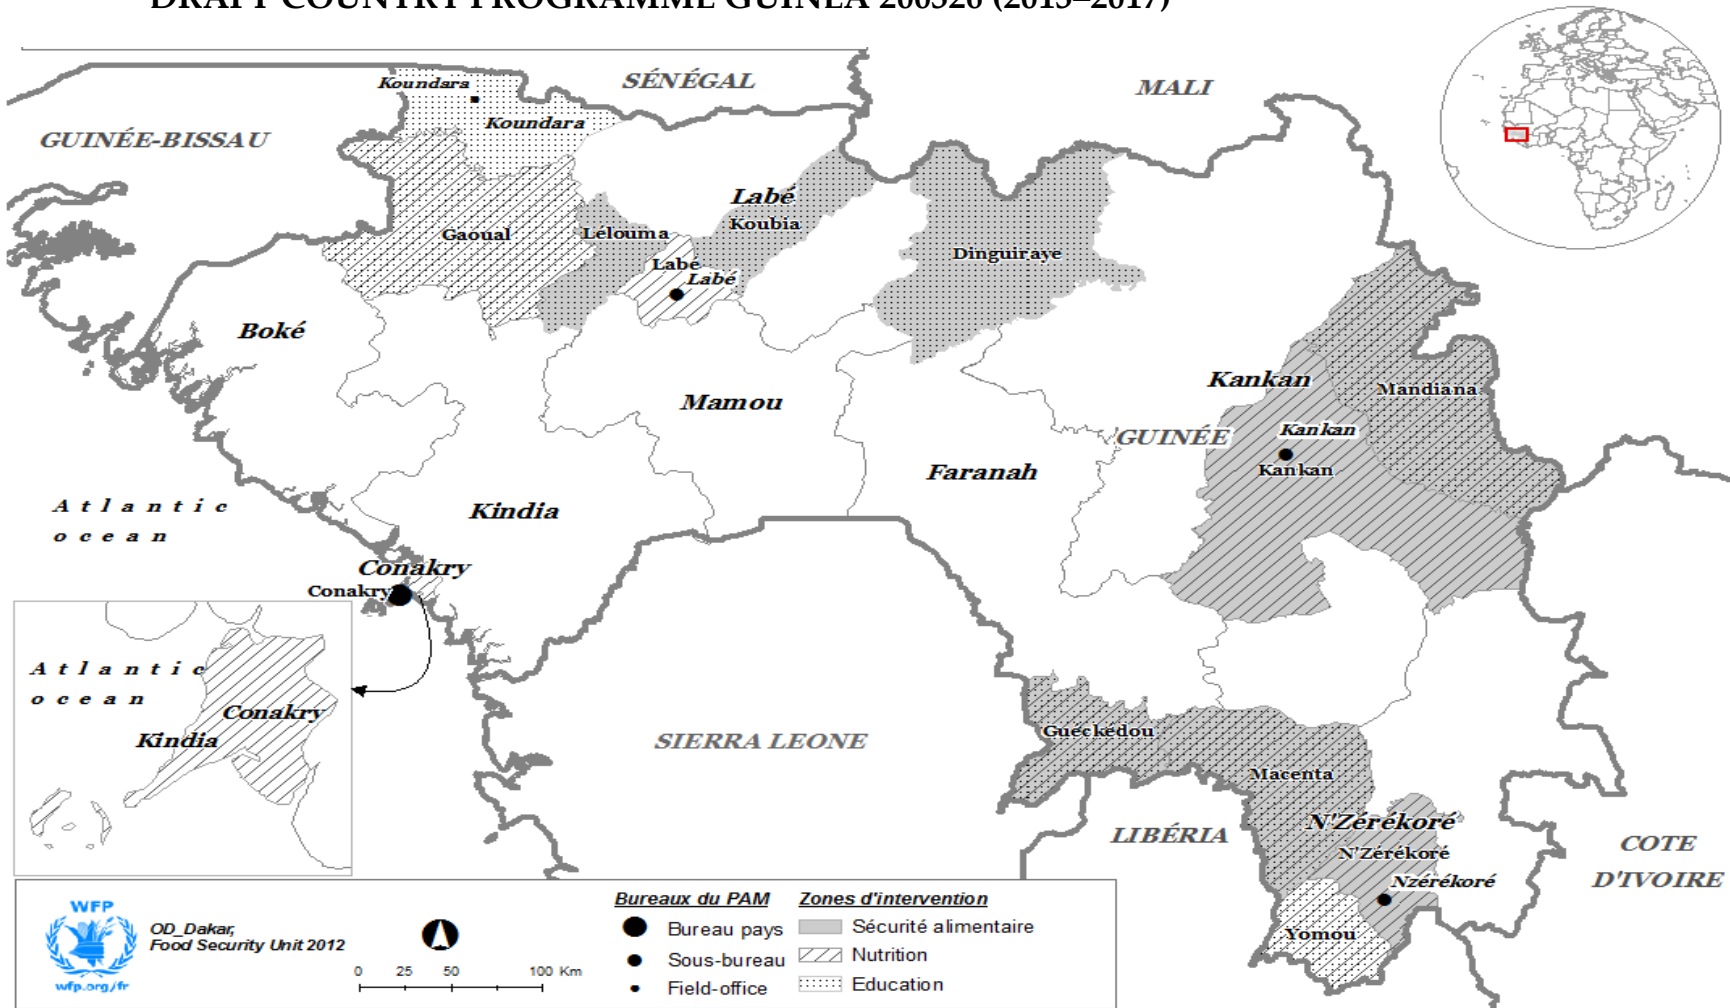 DRAFT COUNTRY PROGRAMME GUINEA 200326 (2013–2017)
SÉNÉGAL
MALI
GUINÉE-BISSAU
Koundara
Koundara
Labé
Koubia
Gaoual
Lélouma
Labé
Labé
Dinguiraye
Boké
Mamou
Kankan
Mandiana
GUINÉE
Kankan
Kankan
Faranah
Kindia
Atlantic
ocean
Conakry
Conakry
Atlantic
ocean
Conakry
Kindia
SIERRA LEONE
Guéckédou
Macenta
LIBÉRIA
N'Zérékoré
N'Zérékoré
Nzérékoré
Yomou
COTE
D'IVOIRE
WFP
wfp.org/fr
OD_Dakar,
Food Security Unit 2012
0 25 50 100 Km
Bureaux du PAM
Bureau pays
Sous-bureau
Field-office
Zones d'intervention
Sécurité alimentaire
Nutrition
Education